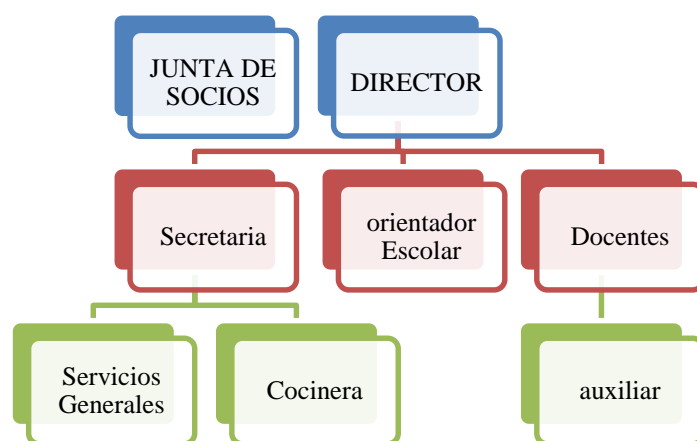 JUNTA DE
SOCIOS
DIRECTOR
Secretaria
orientador
Escolar
Docentes
Servicios
Generales
Cocinera
auxiliar